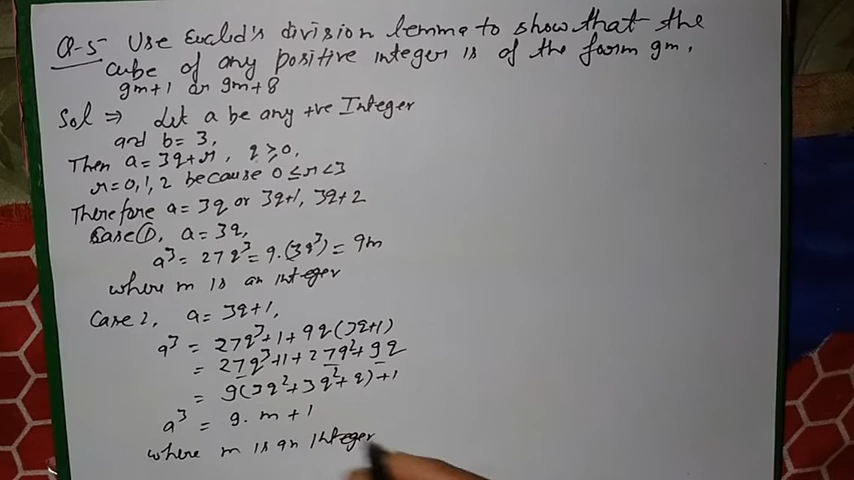 Q-5 Use Euclid's division lemma to show that the
cube of any positive integer is of the form 9m,
9m+1 or 9m+8
Sol ⇒ Let a be any +ve Integer
and b = 3,
Then a = 3q+r, q ≥ 0,
r = 0, 1, 2 because 0 ≤ r < 3
Therefore a = 3q or 3q+1, 3q+2
Case ①, a = 3q,
a³ = 27q³ = 9.(3q³) = 9m
where m is an integer
Case 2, a = 3q+1,
a³ = 27q³+1+9q(3q+1)
= 27q³+1+27q²+9q
= 9(3q²+3q²+q)+1
a³ = 9.m+1
where m is an integer